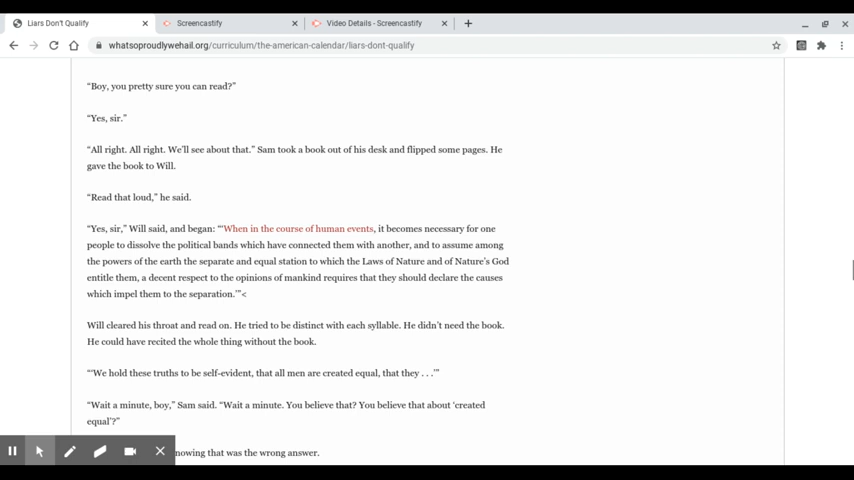 Liars Don't Qualify
Screencastify
Video Details - Screencastify
whatsoproudlywehail.org/curriculum/the-american-calendar/liars-dont-qualify
“Boy, you pretty sure you can read?”
“Yes, sir.”
“All right. All right. We’ll see about that.” Sam took a book out of his desk and flipped some pages. He
gave the book to Will.
“Read that loud,” he said.
“Yes, sir,” Will said, and began: “‘When in the course of human events, it becomes necessary for one
people to dissolve the political bands which have connected them with another, and to assume among
the powers of the earth the separate and equal station to which the Laws of Nature and of Nature’s God
entitle them, a decent respect to the opinions of mankind requires that they should declare the causes
which impel them to the separation.’”<
Will cleared his throat and read on. He tried to be distinct with each syllable. He didn’t need the book.
He could have recited the whole thing without the book.
“‘We hold these truths to be self-evident, that all men are created equal, that they . . .’”
“Wait a minute, boy,” Sam said. “Wait a minute. You believe that? You believe that about ‘created
equal’?”
nowing that was the wrong answer.